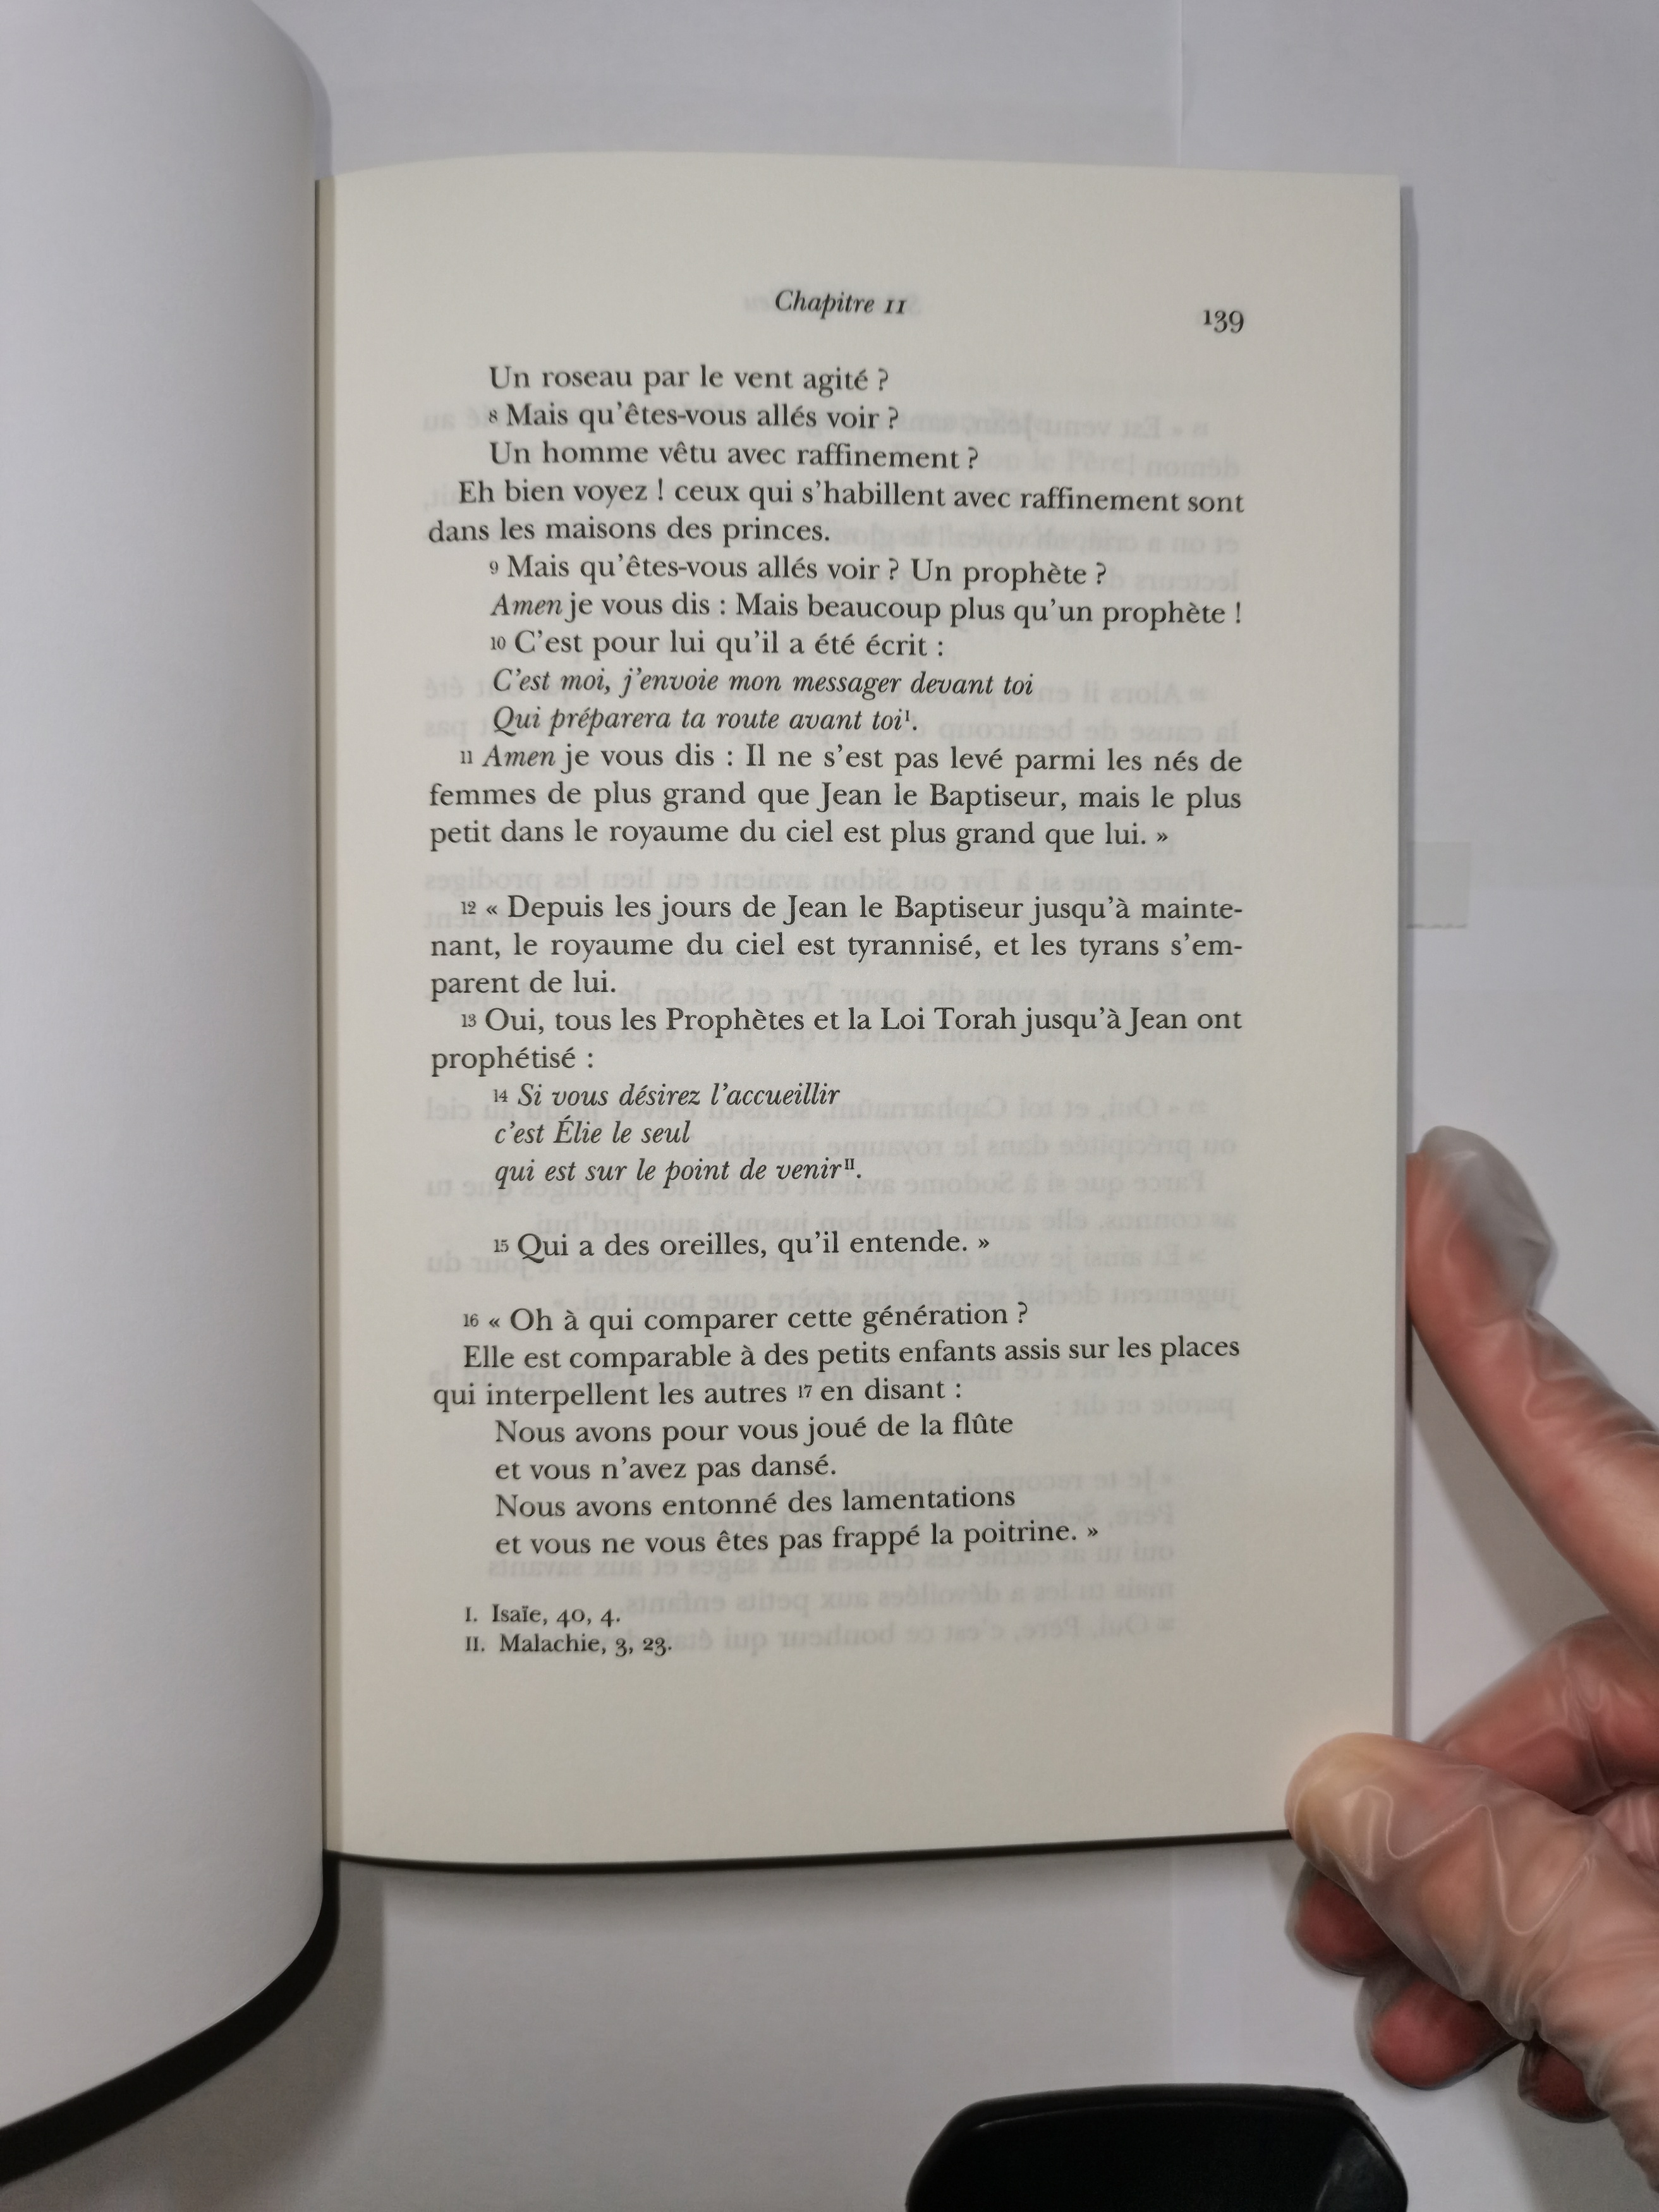 Chapitre 11
139
Un roseau par le vent agité ?
8 Mais qu'êtes-vous allés voir ?
Un homme vêtu avec raffinement ?
Eh bien voyez ! ceux qui s'habillent avec raffinement sont
dans les maisons des princes.
9 Mais qu'êtes-vous allés voir ? Un prophète ?
Amen je vous dis : Mais beaucoup plus qu'un prophète !
10 C'est pour lui qu'il a été écrit :
C'est moi, j'envoie mon messager devant toi
Qui préparera ta route avant toiI.
11 Amen je vous dis : Il ne s'est pas levé parmi les nés de
femmes de plus grand que Jean le Baptiseur, mais le plus
petit dans le royaume du ciel est plus grand que lui. »
12 « Depuis les jours de Jean le Baptiseur jusqu'à mainte-
nant, le royaume du ciel est tyrannisé, et les tyrans s'em-
parent de lui.
13 Oui, tous les Prophètes et la Loi Torah jusqu'à Jean ont
prophétisé :
14 Si vous désirez l'accueillir
c'est Élie le seul
qui est sur le point de venirII.
15 Qui a des oreilles, qu'il entende. »
16 « Oh à qui comparer cette génération ?
Elle est comparable à des petits enfants assis sur les places
qui interpellent les autres 17 en disant :
Nous avons pour vous joué de la flûte
et vous n'avez pas dansé.
Nous avons entonné des lamentations
et vous ne vous êtes pas frappé la poitrine. »
I. Isaïe, 40, 4.
II. Malachie, 3, 23.